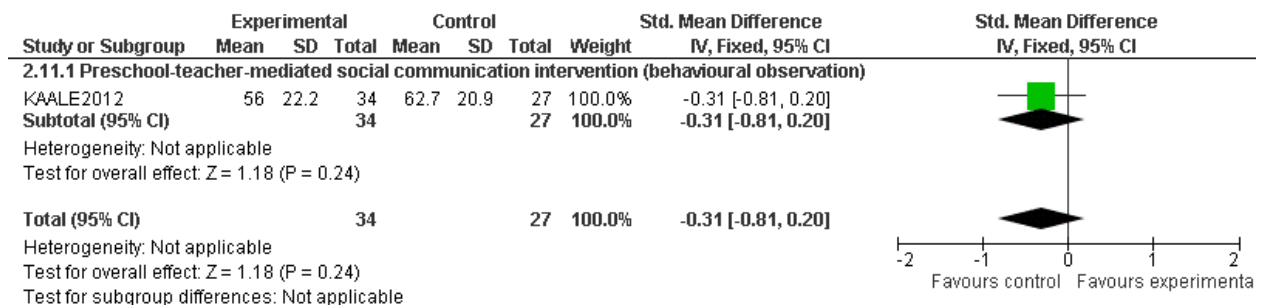 Experimental Control Std. Mean Difference Std. Mean Difference
Study or Subgroup Mean SD Total Mean SD Total Weight IV, Fixed, 95% CI IV, Fixed, 95% CI
2.11.1 Preschool-teacher-mediated social communication intervention (behavioural observation)
KAALE2012 56 22.2 34 62.7 20.9 27 100.0% -0.31 [-0.81, 0.20]
Subtotal (95% CI) 34 27 100.0% -0.31 [-0.81, 0.20]
Heterogeneity: Not applicable
Test for overall effect: Z = 1.18 (P = 0.24)
Total (95% CI) 34 27 100.0% -0.31 [-0.81, 0.20]
Heterogeneity: Not applicable
Test for overall effect: Z = 1.18 (P = 0.24)
Test for subgroup differences: Not applicable
-2 -1 0 1 2
Favours control Favours experimenta